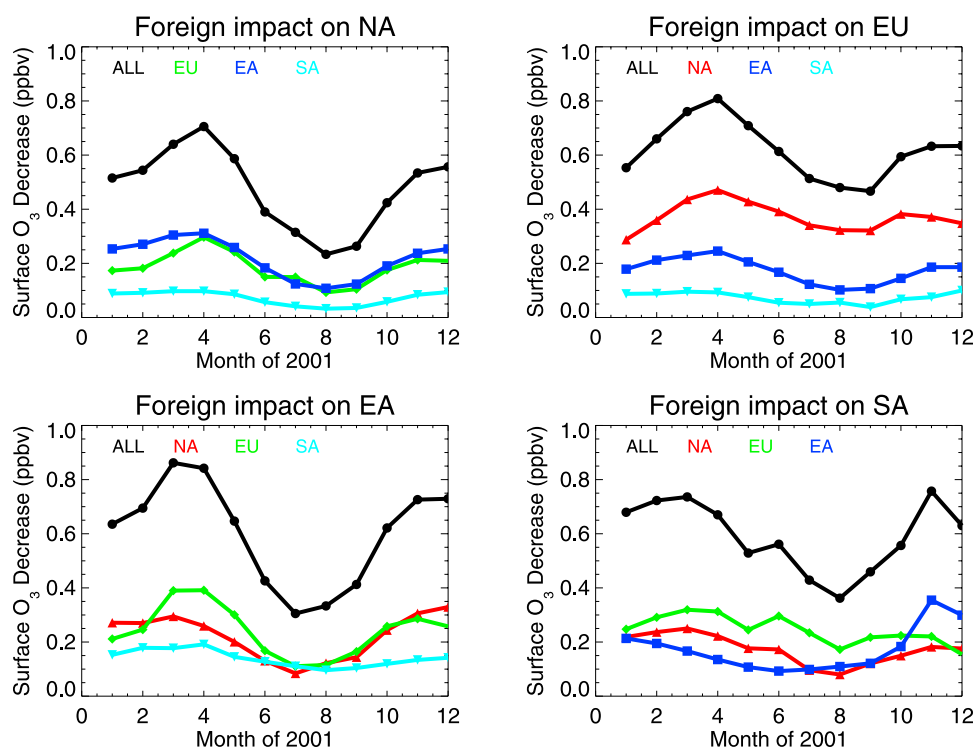 Foreign impact on NA
1.0
ALL EU EA SA
0.8
0.6
0.4
0.2
0.0
Surface O3 Decrease (ppbv)
0 2 4 6 8 10 12
Month of 2001
Foreign impact on EU
1.0
ALL NA EA SA
0.8
0.6
0.4
0.2
0.0
Surface O3 Decrease (ppbv)
0 2 4 6 8 10 12
Month of 2001
Foreign impact on EA
1.0
ALL NA EU SA
0.8
0.6
0.4
0.2
0.0
Surface O3 Decrease (ppbv)
0 2 4 6 8 10 12
Month of 2001
Foreign impact on SA
1.0
ALL NA EU EA
0.8
0.6
0.4
0.2
0.0
Surface O3 Decrease (ppbv)
0 2 4 6 8 10 12
Month of 2001